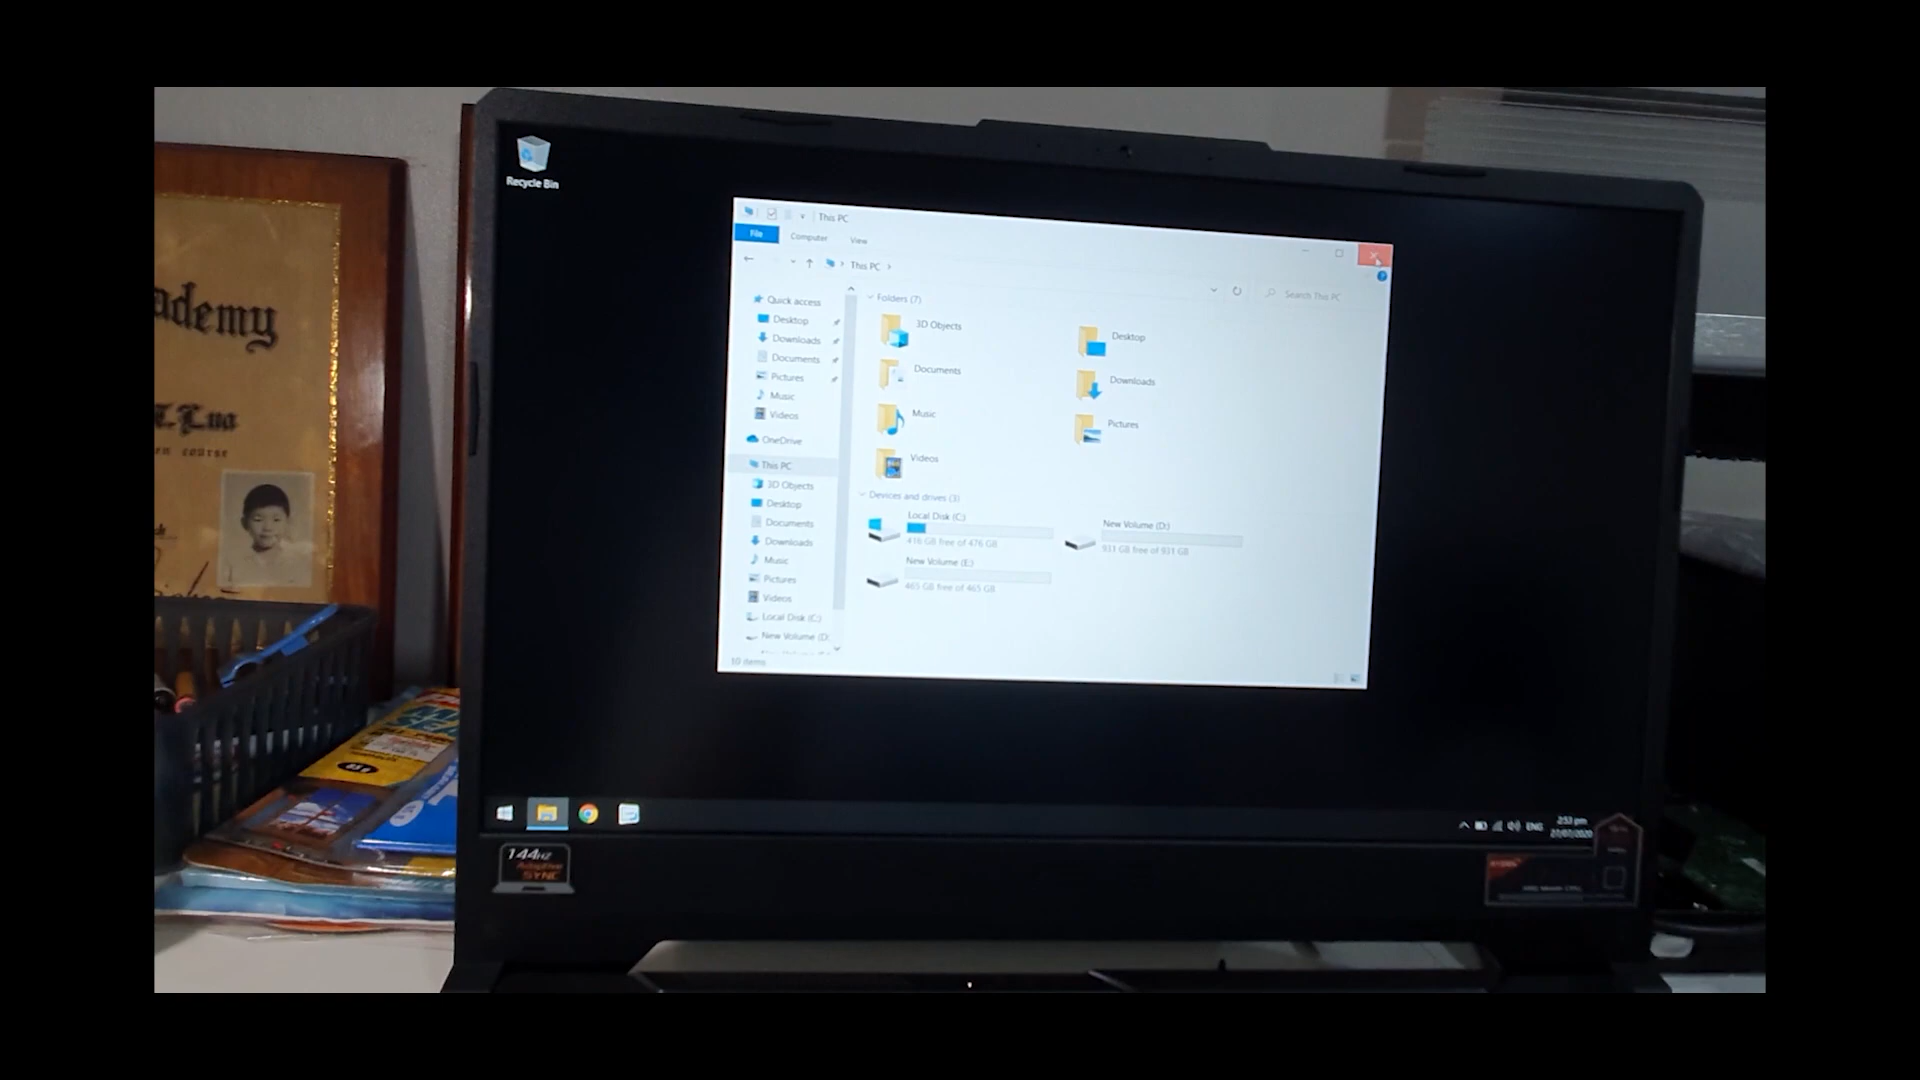 ademy
Recycle Bin
This PC
File
Computer
View
This PC
Search This PC
Quick access
Desktop
Downloads
Documents
Pictures
Music
Videos
OneDrive
This PC
3D Objects
Desktop
Documents
Downloads
Music
Pictures
Videos
Local Disk (C:)
New Volume (D:
Folders (7)
3D Objects
Desktop
Documents
Downloads
Music
Pictures
Videos
Devices and drives (3)
Local Disk (C:)
416 GB free of 476 GB
New Volume (D:)
931 GB free of 931 GB
New Volume (E:)
465 GB free of 465 GB
10 items
ENG
2:53 pm
27/07/2020
144Hz
Adaptive
SYNC
en course